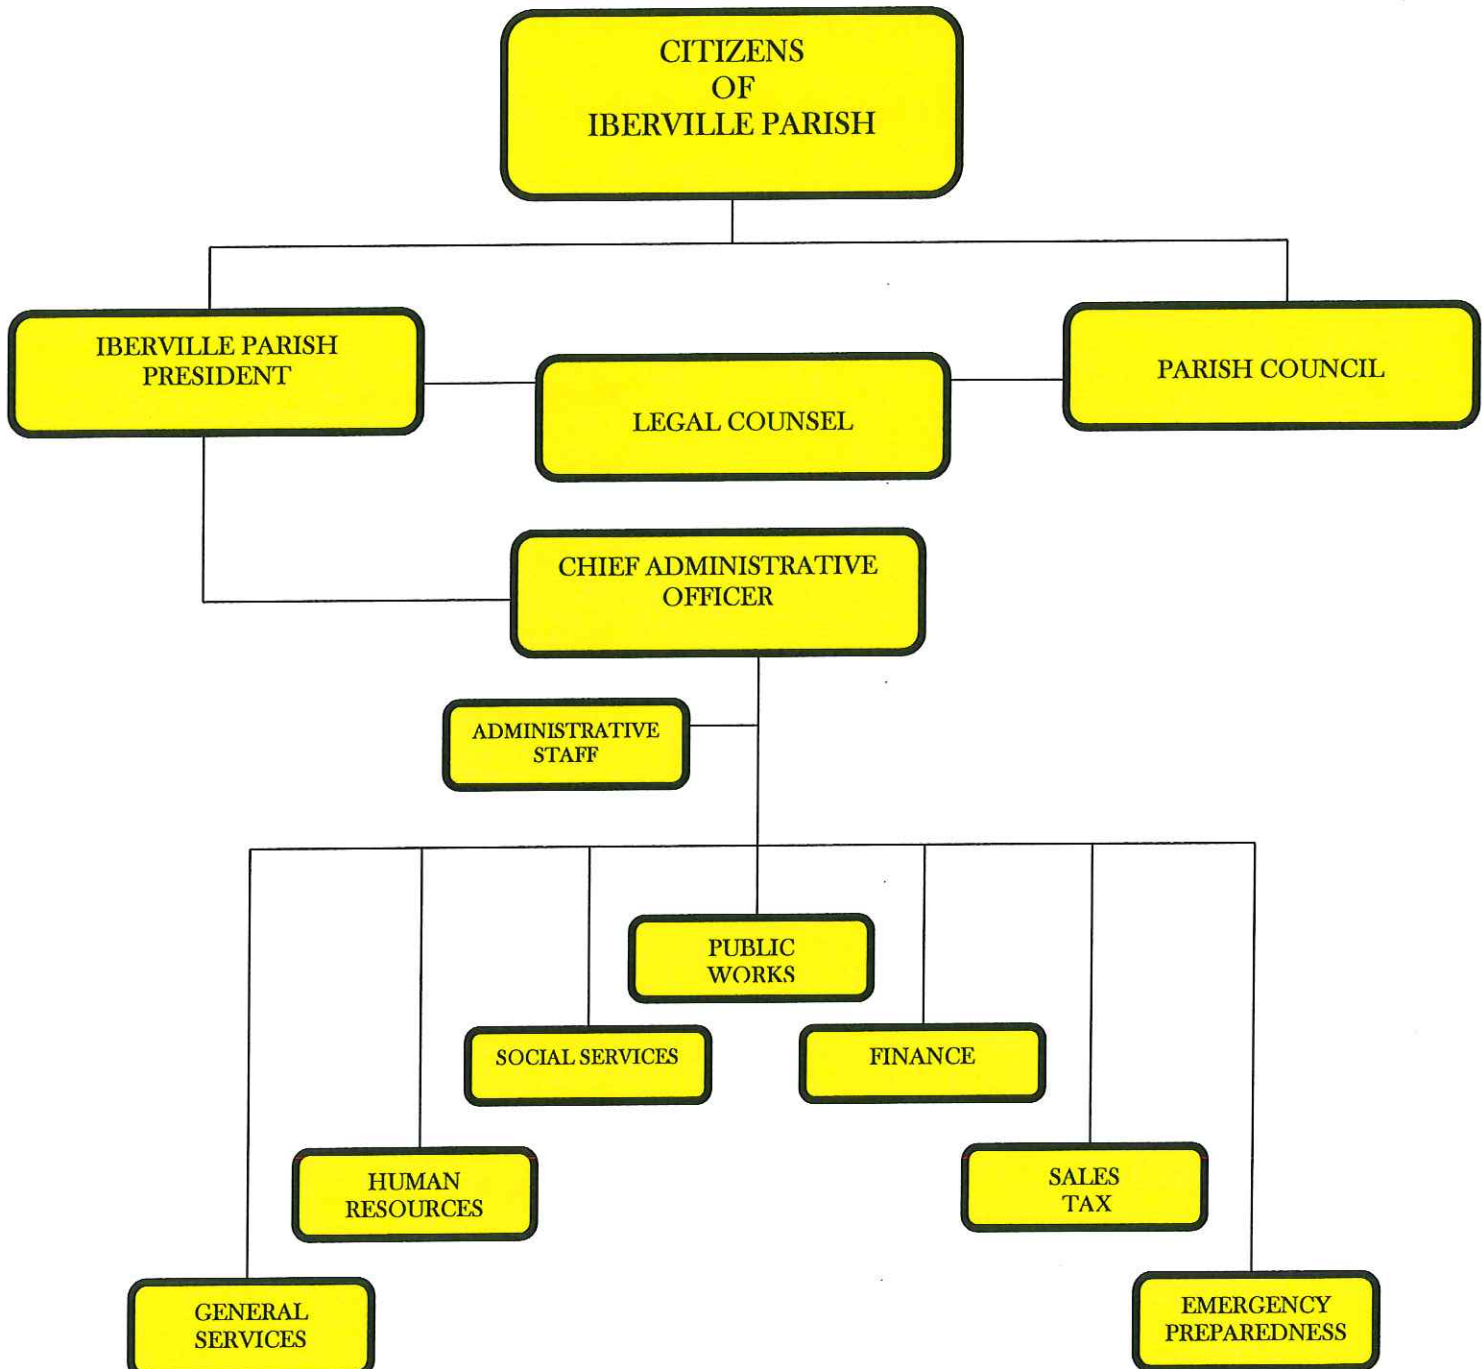 CITIZENS
OF
IBERVILLE PARISH
IBERVILLE PARISH
PRESIDENT
LEGAL COUNSEL
PARISH COUNCIL
CHIEF ADMINISTRATIVE
OFFICER
ADMINISTRATIVE
STAFF
PUBLIC
WORKS
SOCIAL SERVICES
FINANCE
HUMAN
RESOURCES
SALES
TAX
GENERAL
SERVICES
EMERGENCY
PREPAREDNESS